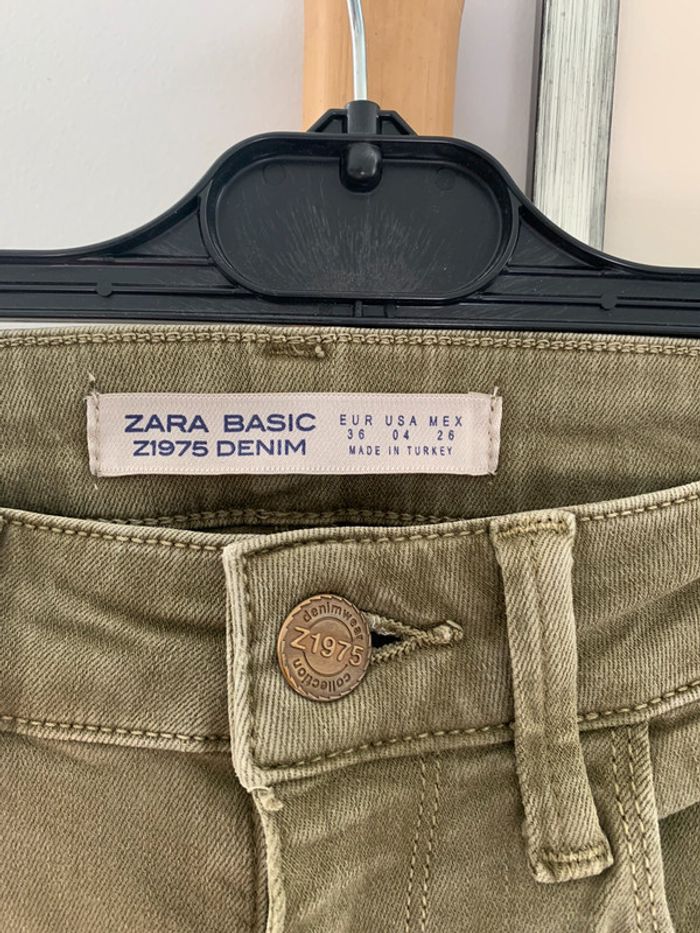 ZARA BASIC
Z1975 DENIM
EUR USA MEX
36 04 26
MADE IN TURKEY
denimwear
Z1975
collection